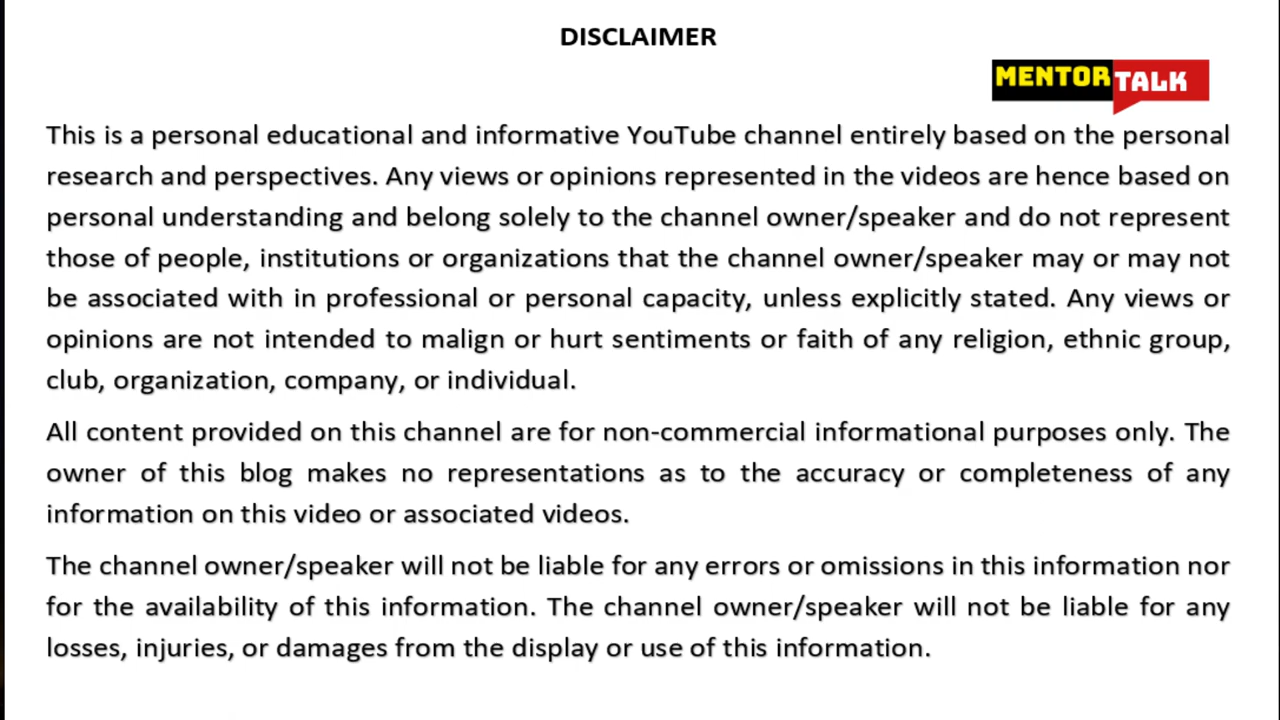 DISCLAIMER
MENTOR TALK
This is a personal educational and informative YouTube channel entirely based on the personal
research and perspectives. Any views or opinions represented in the videos are hence based on
personal understanding and belong solely to the channel owner/speaker and do not represent
those of people, institutions or organizations that the channel owner/speaker may or may not
be associated with in professional or personal capacity, unless explicitly stated. Any views or
opinions are not intended to malign or hurt sentiments or faith of any religion, ethnic group,
club, organization, company, or individual.
All content provided on this channel are for non-commercial informational purposes only. The
owner of this blog makes no representations as to the accuracy or completeness of any
information on this video or associated videos.
The channel owner/speaker will not be liable for any errors or omissions in this information nor
for the availability of this information. The channel owner/speaker will not be liable for any
losses, injuries, or damages from the display or use of this information.